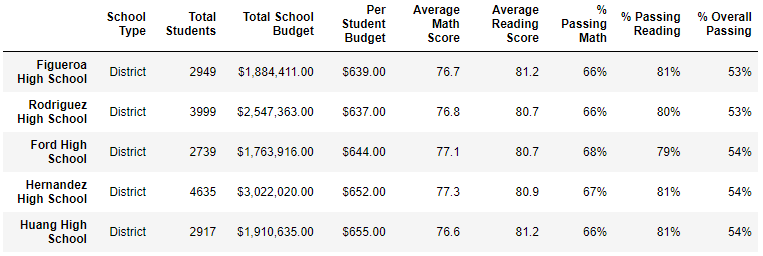 School Type Total Students Total School Budget Per Student Budget Average Math Score Average Reading Score % Passing Math % Passing Reading % Overall Passing
Figueroa High School District 2949 $1,884,411.00 $639.00 76.7 81.2 66% 81% 53%
Rodriguez High School District 3999 $2,547,363.00 $637.00 76.8 80.7 66% 80% 53%
Ford High School District 2739 $1,763,916.00 $644.00 77.1 80.7 68% 79% 54%
Hernandez High School District 4635 $3,022,020.00 $652.00 77.3 80.9 67% 81% 54%
Huang High School District 2917 $1,910,635.00 $655.00 76.6 81.2 66% 81% 54%